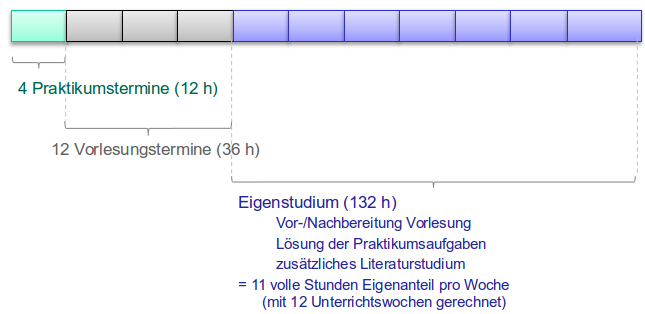 4 Praktikumstermine (12 h)
12 Vorlesungstermine (36 h)
Eigenstudium (132 h)
Vor-/Nachbereitung Vorlesung
Lösung der Praktikumsaufgaben
zusätzliches Literaturstudium
= 11 volle Stunden Eigenanteil pro Woche
(mit 12 Unterrichtswochen gerechnet)